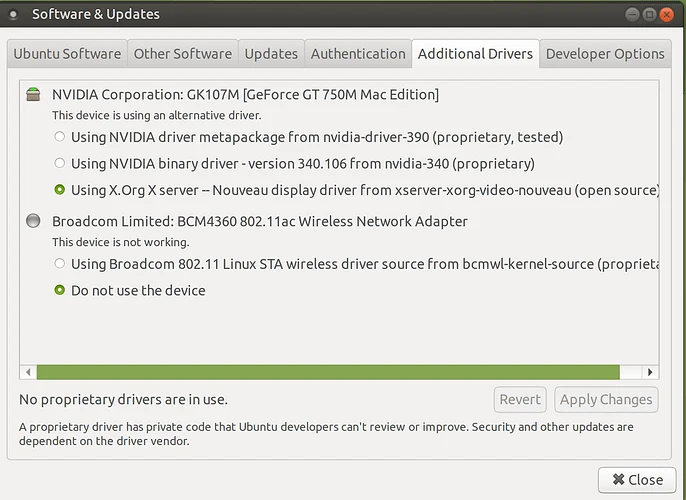 Software & Updates
Ubuntu Software
Other Software
Updates
Authentication
Additional Drivers
Developer Options
NVIDIA Corporation: GK107M [GeForce GT 750M Mac Edition]
This device is using an alternative driver.
Using NVIDIA driver metapackage from nvidia-driver-390 (proprietary, tested)
Using NVIDIA binary driver - version 340.106 from nvidia-340 (proprietary)
Using X.Org X server -- Nouveau display driver from xserver-xorg-video-nouveau (open source)
Broadcom Limited: BCM4360 802.11ac Wireless Network Adapter
This device is not working.
Using Broadcom 802.11 Linux STA wireless driver source from bcmwl-kernel-source (proprieta
Do not use the device
No proprietary drivers are in use.
Revert
Apply Changes
A proprietary driver has private code that Ubuntu developers can't review or improve. Security and other updates are
dependent on the driver vendor.
Close